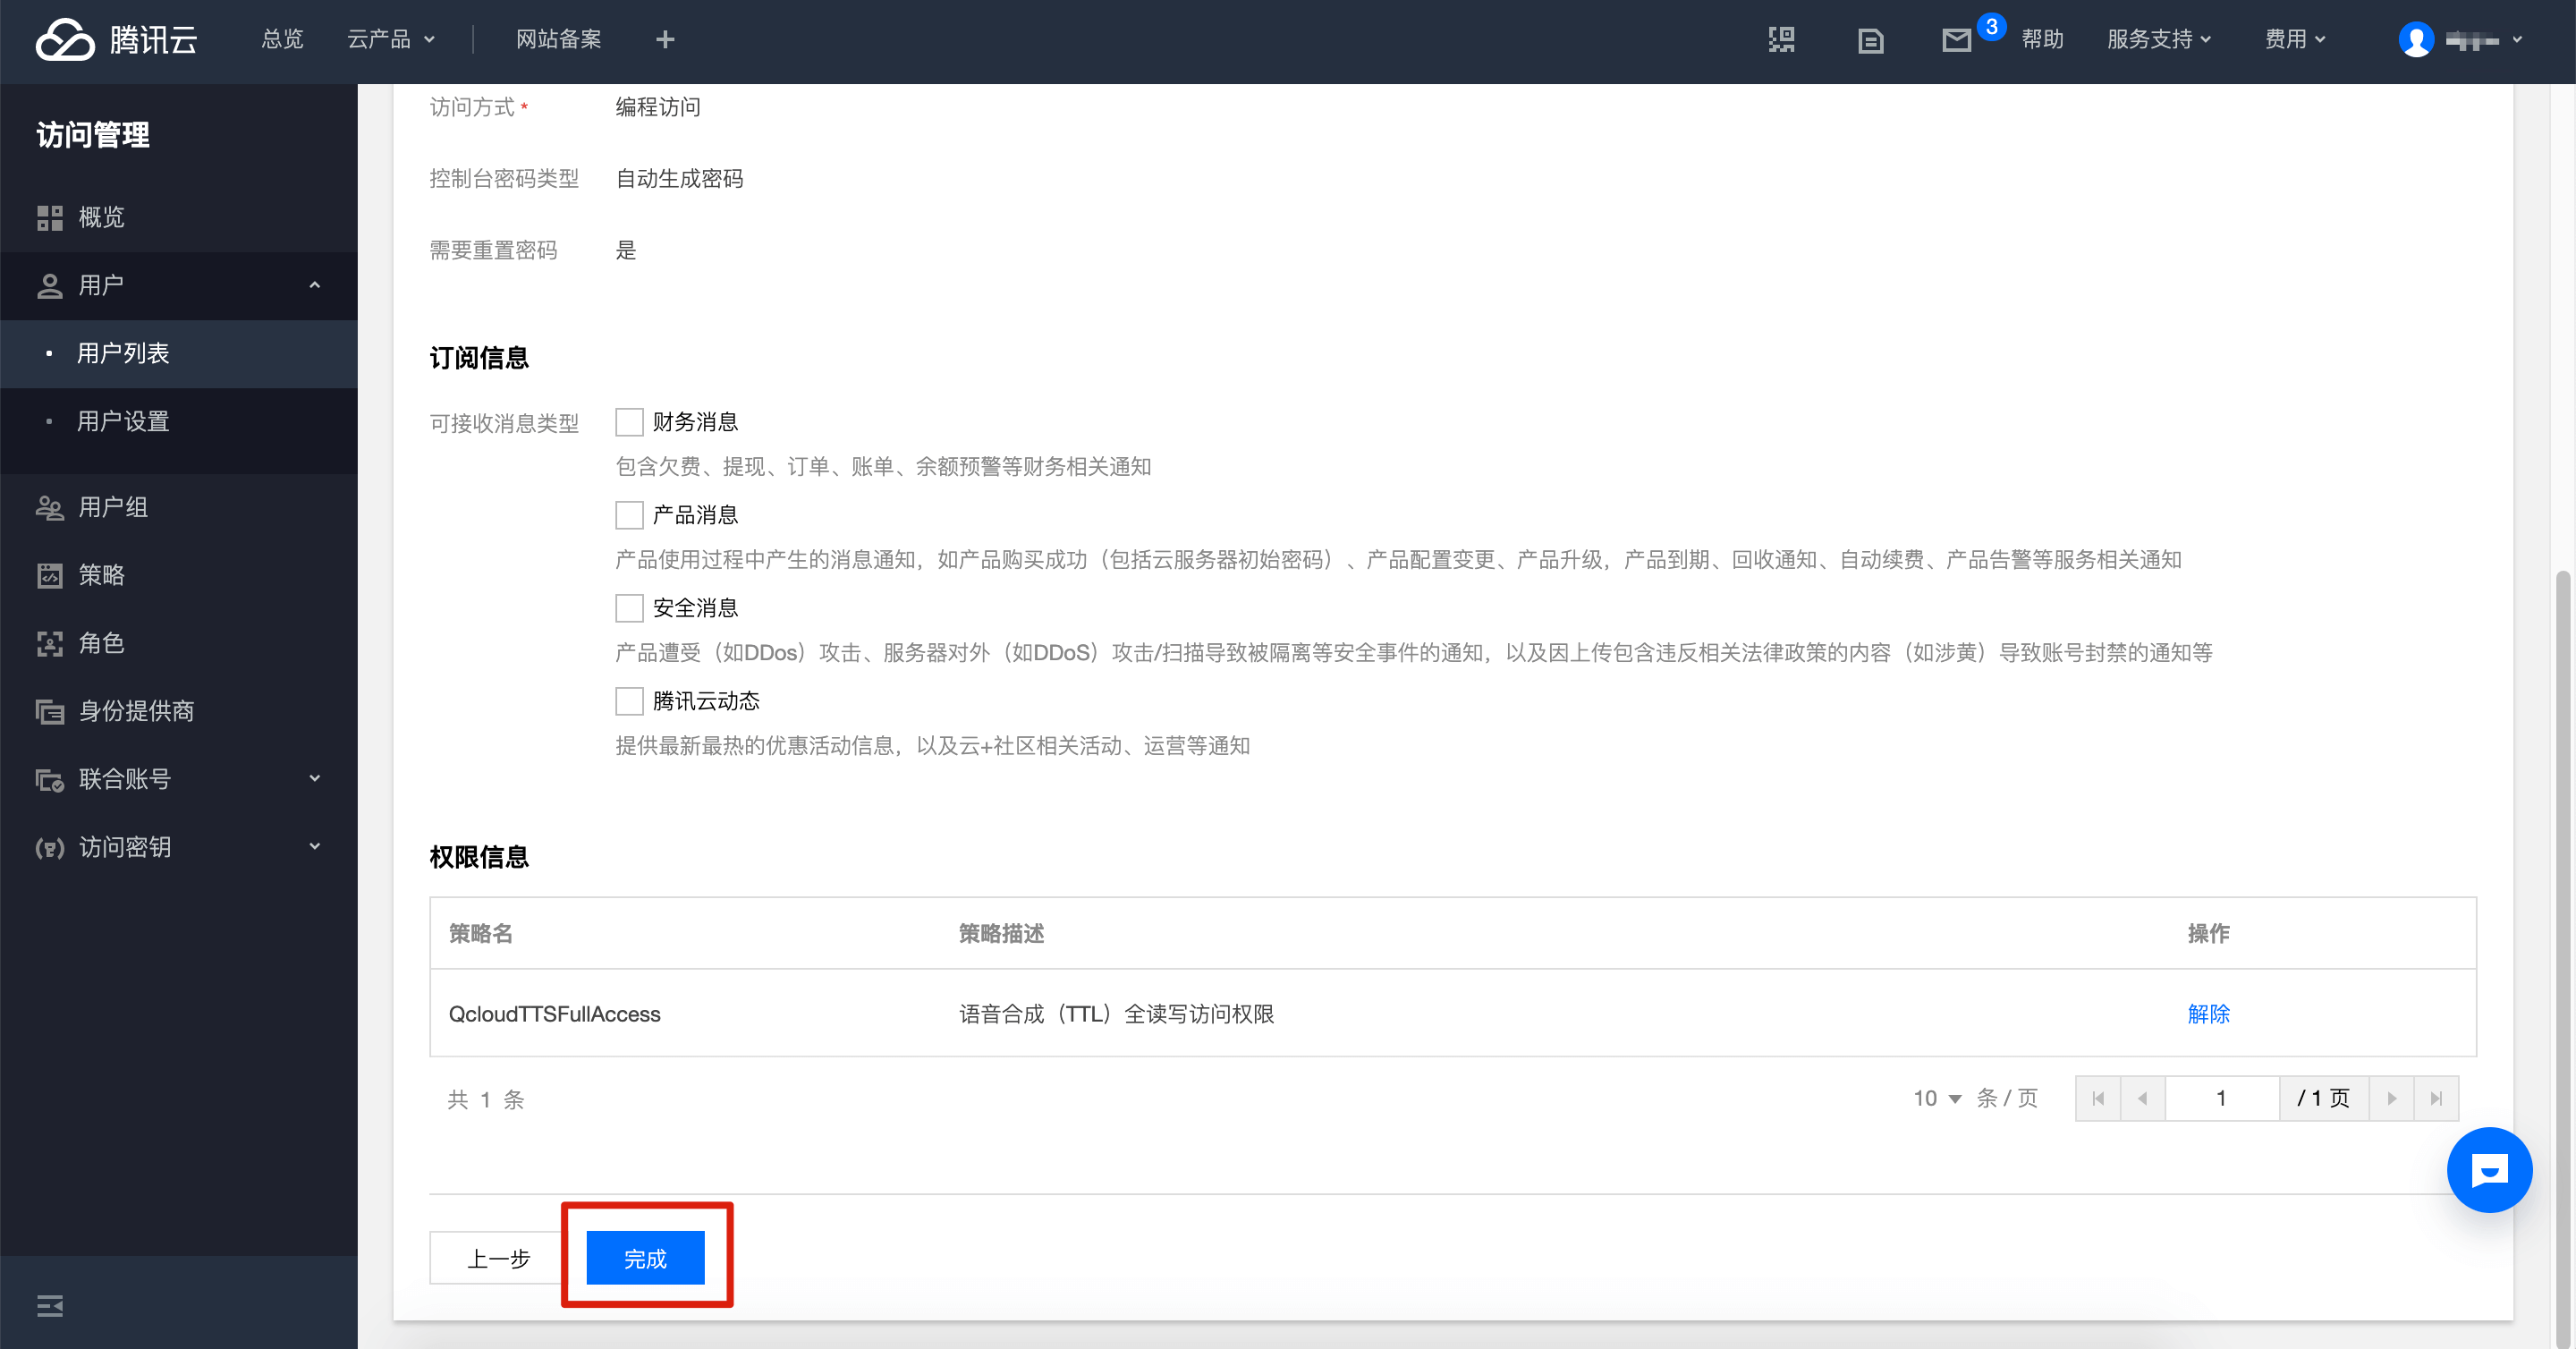 腾讯云 总览 云产品 网站备案 + 3 帮助 服务支持 费用
访问管理
概览
用户
用户列表
用户设置
用户组
策略
角色
身份提供商
联合账号
访问密钥
访问方式* 编程访问
控制台密码类型 自动生成密码
需要重置密码 是
订阅信息
可接收消息类型 财务消息
包含欠费、提现、订单、账单、余额预警等财务相关通知
产品消息
产品使用过程中产生的消息通知，如产品购买成功（包括云服务器初始密码）、产品配置变更、产品升级，产品到期、回收通知、自动续费、产品告警等服务相关通知
安全消息
产品遭受（如DDos）攻击、服务器对外（如DDoS）攻击/扫描导致被隔离等安全事件的通知，以及因上传包含违反相关法律政策的内容（如涉黄）导致账号封禁的通知等
腾讯云动态
提供最新最热的优惠活动信息，以及云+社区相关活动、运营等通知
权限信息
策略名 策略描述 操作
QcloudTTSFullAccess 语音合成（TTL）全读写访问权限 解除
共 1 条 10 条 / 页 1 / 1 页
上一步 完成